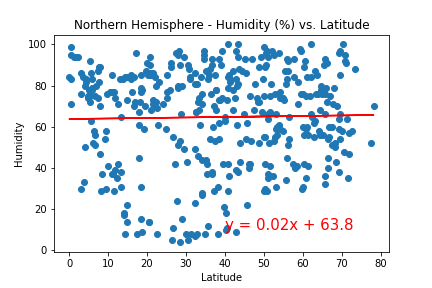 Northern Hemisphere - Humidity (%) vs. Latitude
100
80
60
40
20
0
Humidity
y = 0.02x + 63.8
0 10 20 30 40 50 60 70 80
Latitude